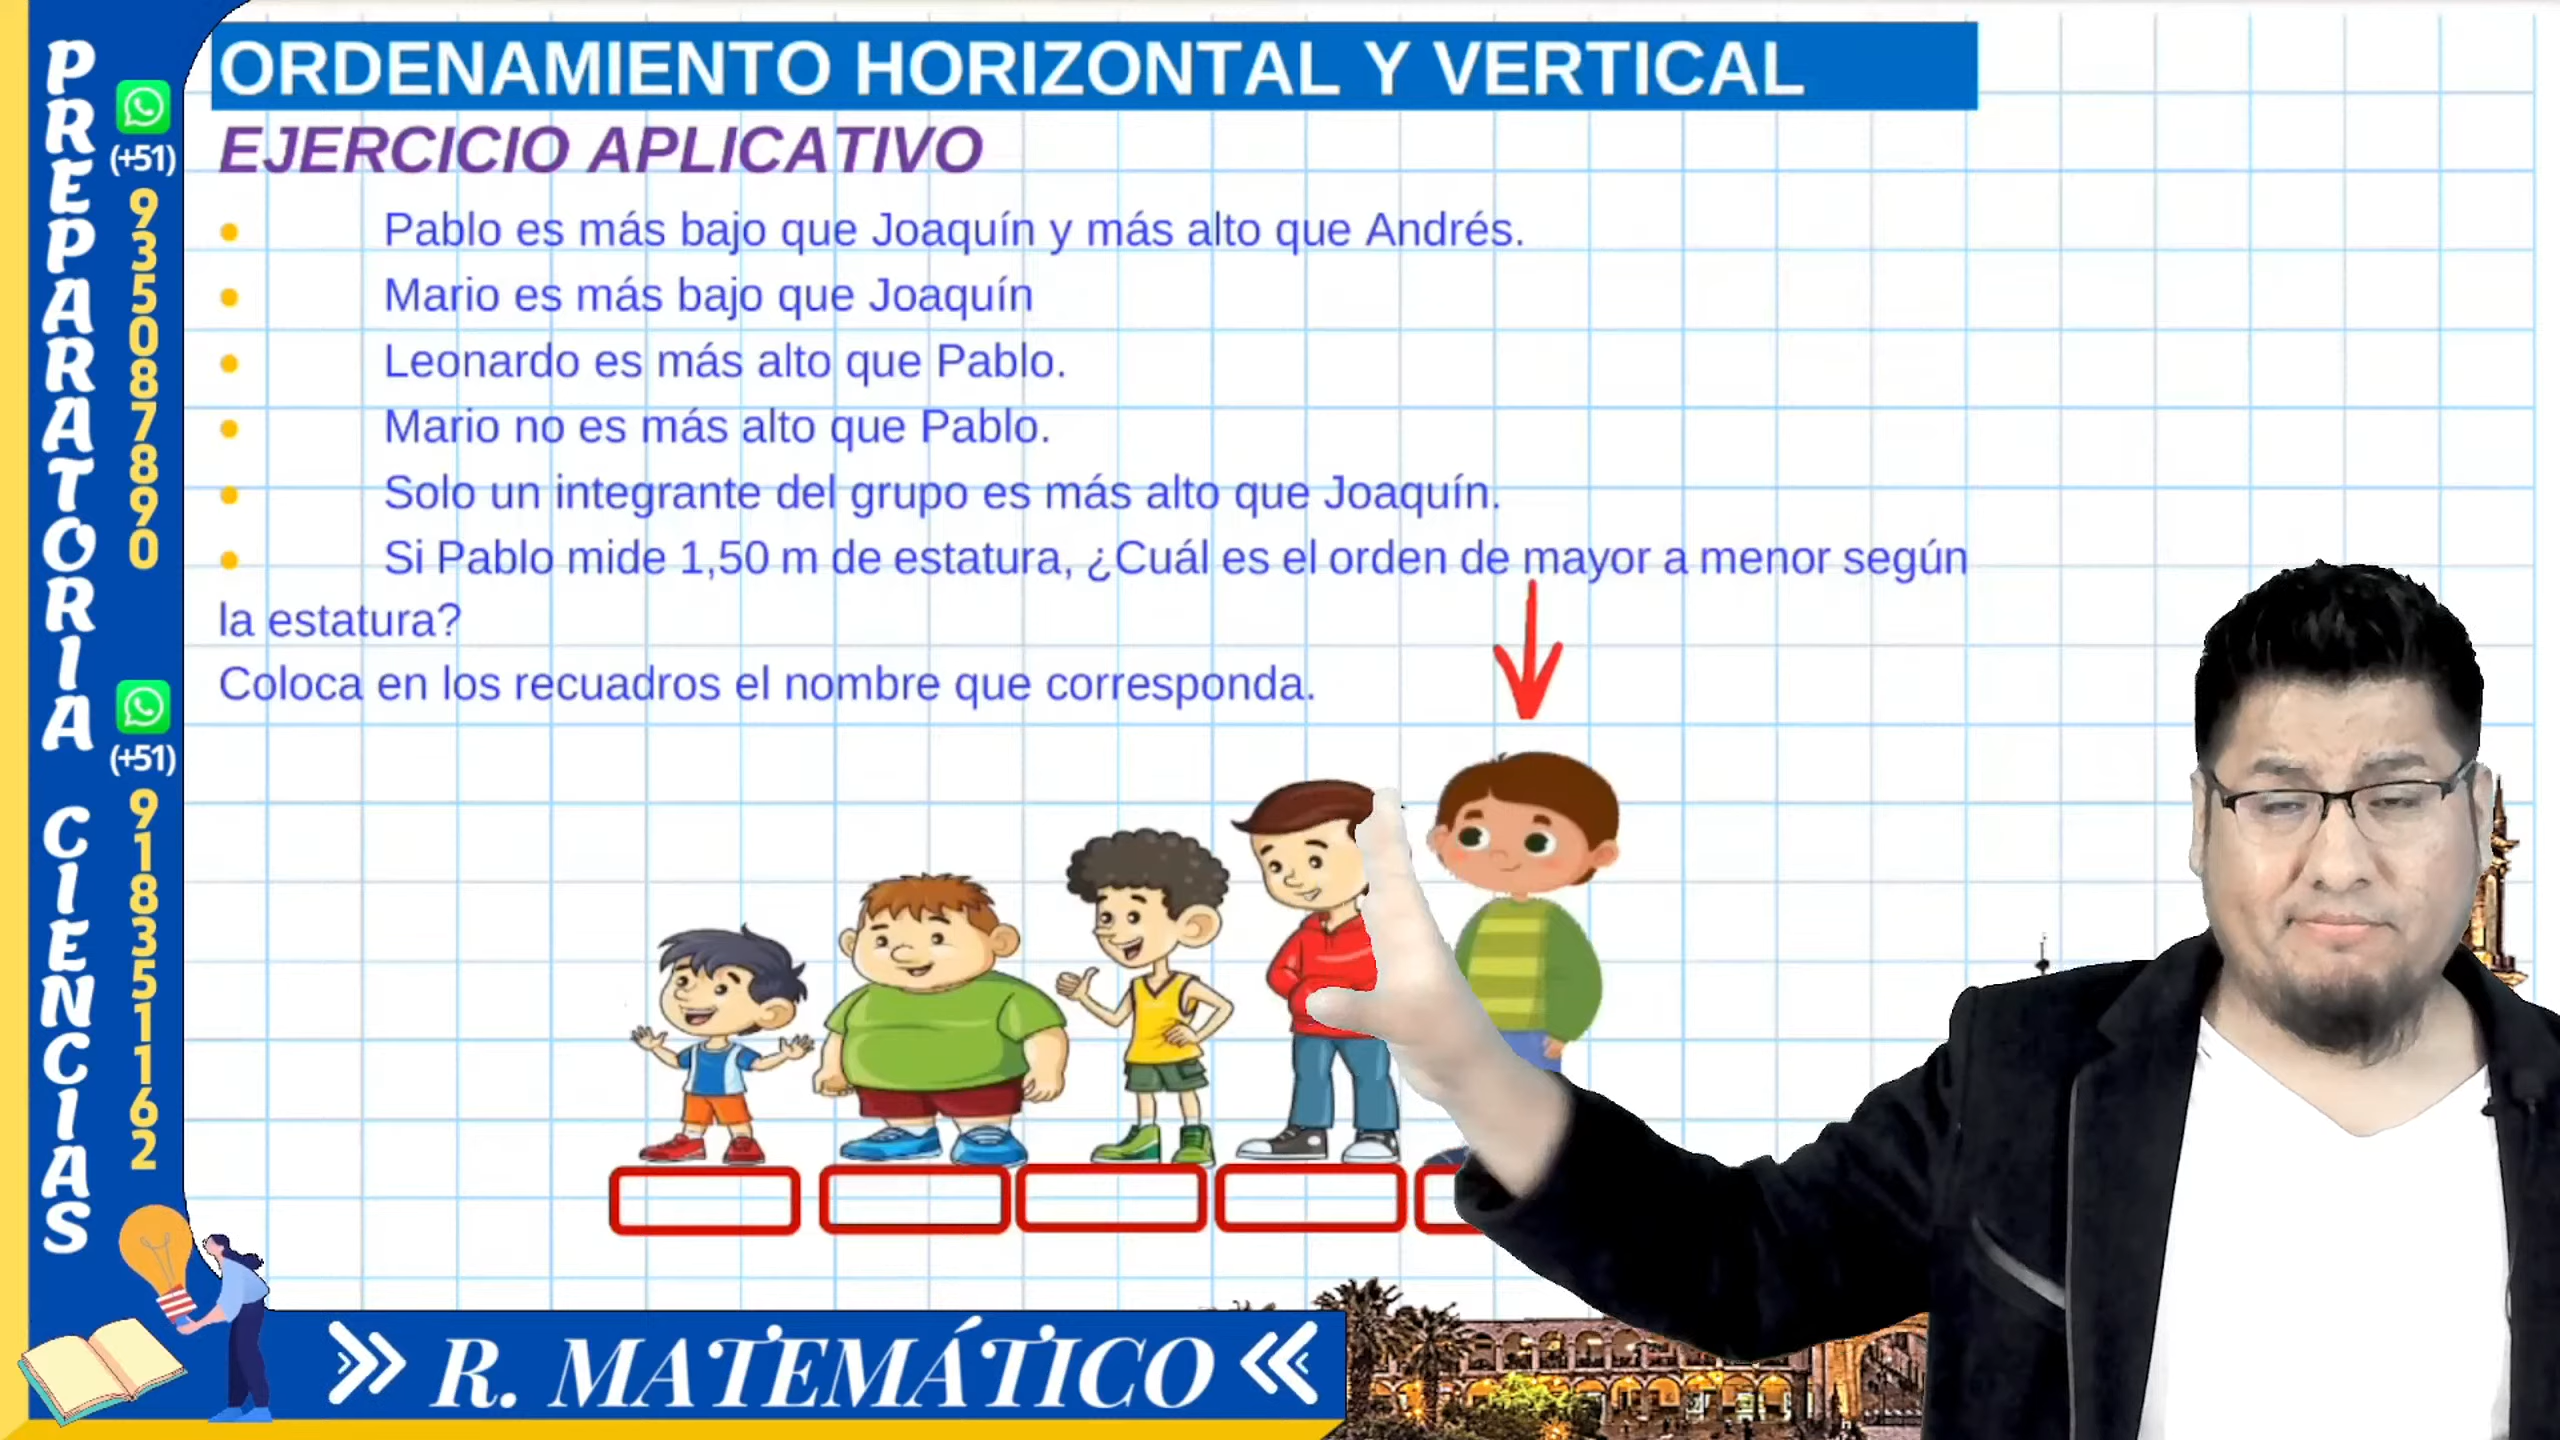 ORDENAMIENTO HORIZONTAL Y VERTICAL
EJERCICIO APLICATIVO
• Pablo es más bajo que Joaquín y más alto que Andrés.
• Mario es más bajo que Joaquín
• Leonardo es más alto que Pablo.
• Mario no es más alto que Pablo.
• Solo un integrante del grupo es más alto que Joaquín.
• Si Pablo mide 1,50 m de estatura, ¿Cuál es el orden de mayor a menor según
la estatura?
Coloca en los recuadros el nombre que corresponda.
PREPARATORIA CIENCIAS
(+51)
935087890
(+51)
918351162
R. MATEMÁTICO